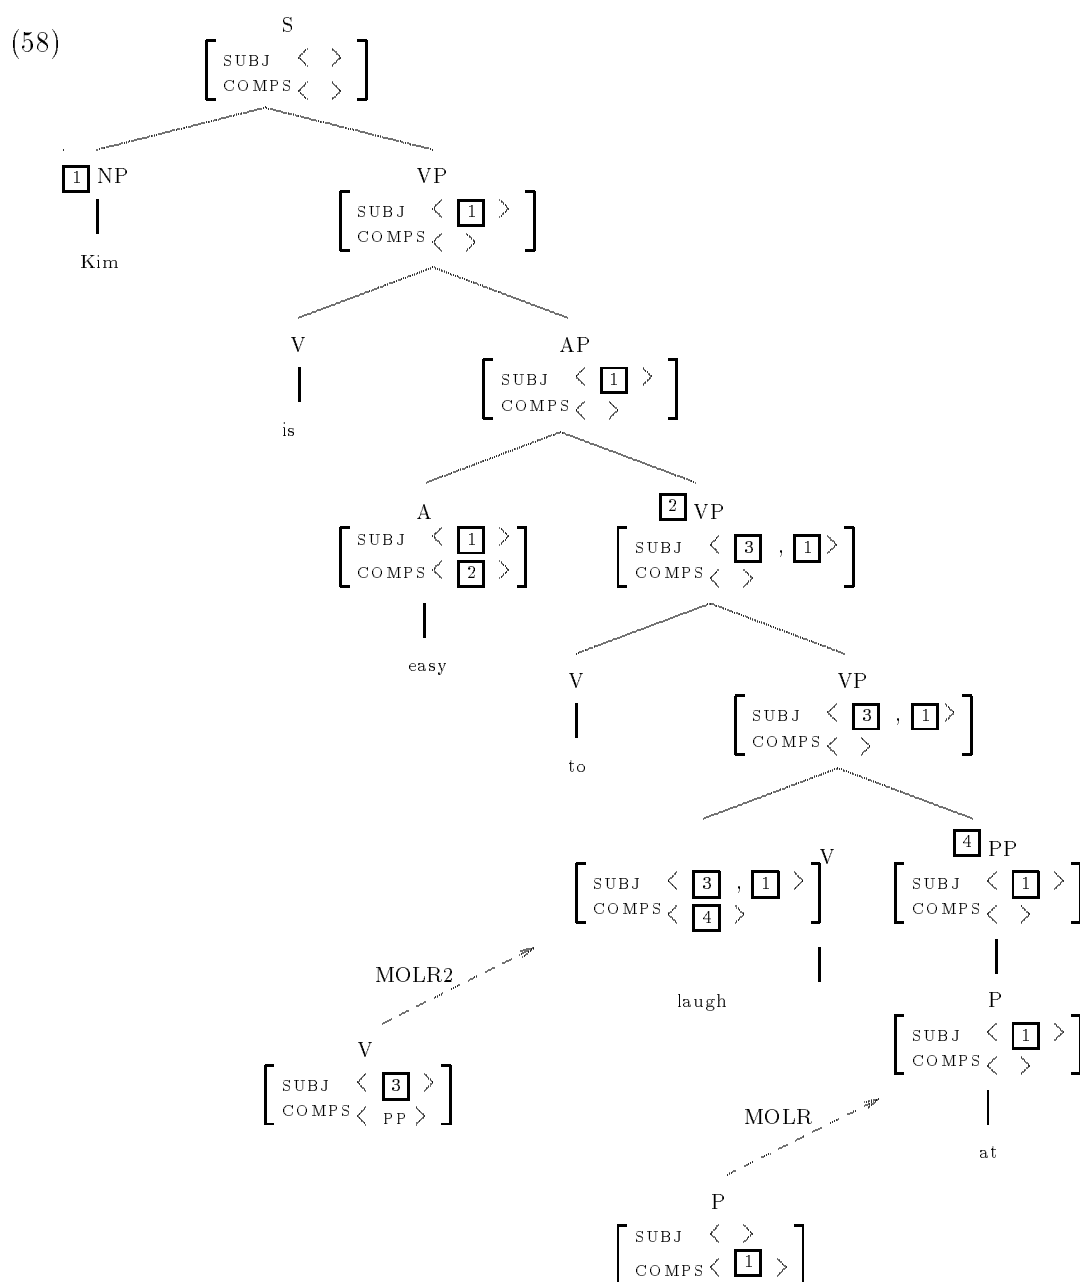 (58)
S
SUBJ < >
COMPS < >
1 NP VP
SUBJ < 1 >
COMPS < >
Kim
V AP
SUBJ < 1 >
COMPS < >
is
A 2 VP
SUBJ < 1 > SUBJ < 3 , 1 >
COMPS < 2 > COMPS < >
easy
V VP
SUBJ < 3 , 1 >
COMPS < >
to
V 4 PP
SUBJ < 3 , 1 > SUBJ < 1 >
COMPS < 4 > COMPS < >
MOLR2
laugh P
V SUBJ < 1 >
SUBJ < 3 > COMPS < >
COMPS < PP >
MOLR
at
P
SUBJ < >
COMPS < 1 >